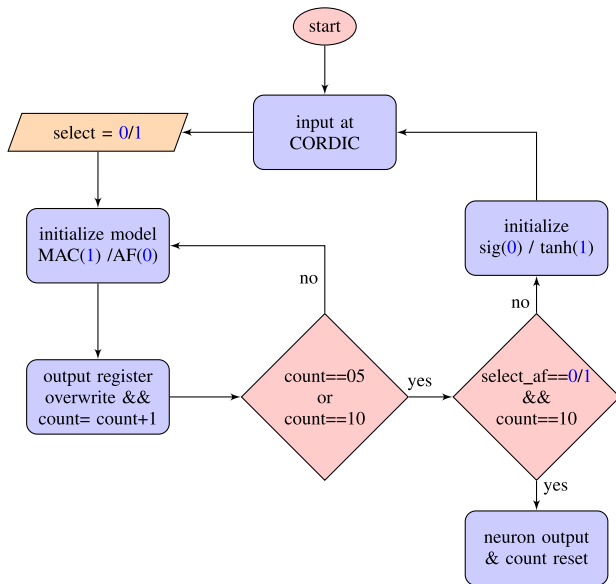 start
input at
CORDIC
select = 0/1
initialize model
MAC(1) /AF(0)
initialize
sig(0) / tanh(1)
no
no
output register
overwrite &&
count= count+1
count==05
or
count==10
yes
select_af==0/1
&&
count==10
yes
neuron output
& count reset